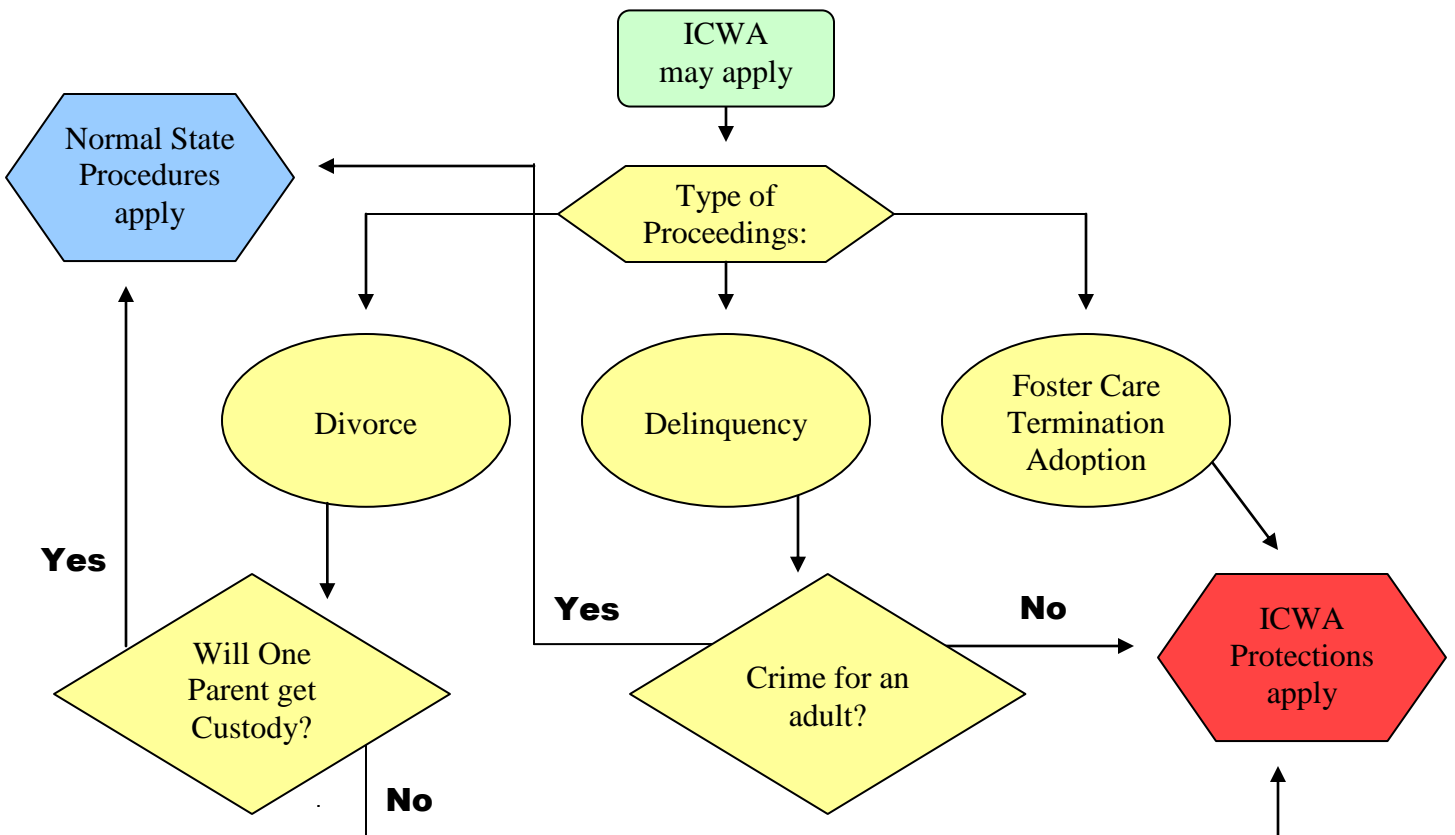 ICWA
may apply
Normal State
Procedures
apply
Type of
Proceedings:
Divorce
Delinquency
Foster Care
Termination
Adoption
Yes
Yes
No
Will One
Parent get
Custody?
Crime for an
adult?
ICWA
Protections
apply
No